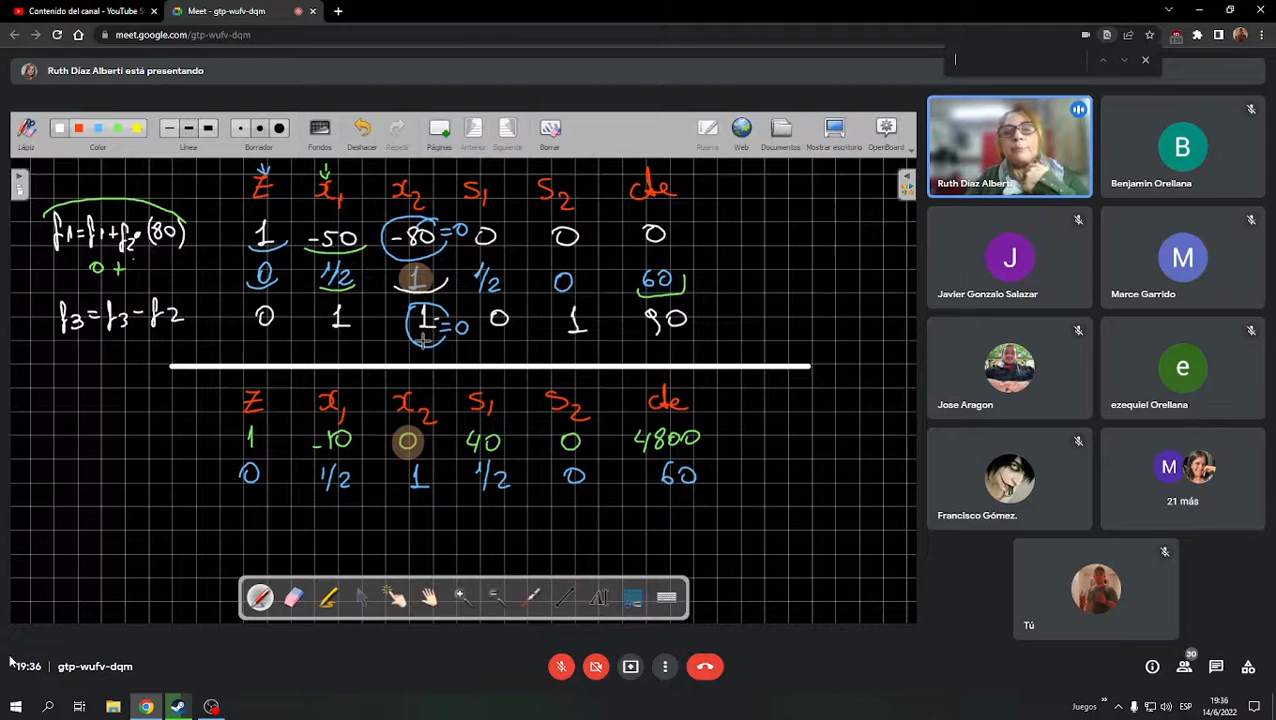 Contenido del canal - YouTube S
Meet - gtp-wufv-dqm
meet.google.com/gtp-wufv-dqm
Ruth Díaz Alberti está presentando
Lápiz Color Línea Borrador Fondos Deshacer Repetir Páginas Anterior Siguiente Borrar Pizarra Web Documentos Mostrar escritorio OpenBoard
Z x₁ x₂ S₁ S₂ cte
f1=f1+f2•(80) 1 -50 -80=0 0 0 0
0 + 0 1/2 1 1/2 0 60
f3=f3-f2 0 1 1=0 0 1 90
Z x₁ x₂ S₁ S₂ cte
1 -10 0 40 0 4800
0 1/2 1 1/2 0 60
Ruth Díaz Alberti
B
Benjamin Orellana
J
Javier Gonzalo Salazar
M
Marce Garrido
Jose Aragon
e
ezequiel Orellana
Francisco Gómez.
M
21 más
Tú
19:36 | gtp-wufv-dqm
30
Juegos
ESP
19:36
14/6/2022